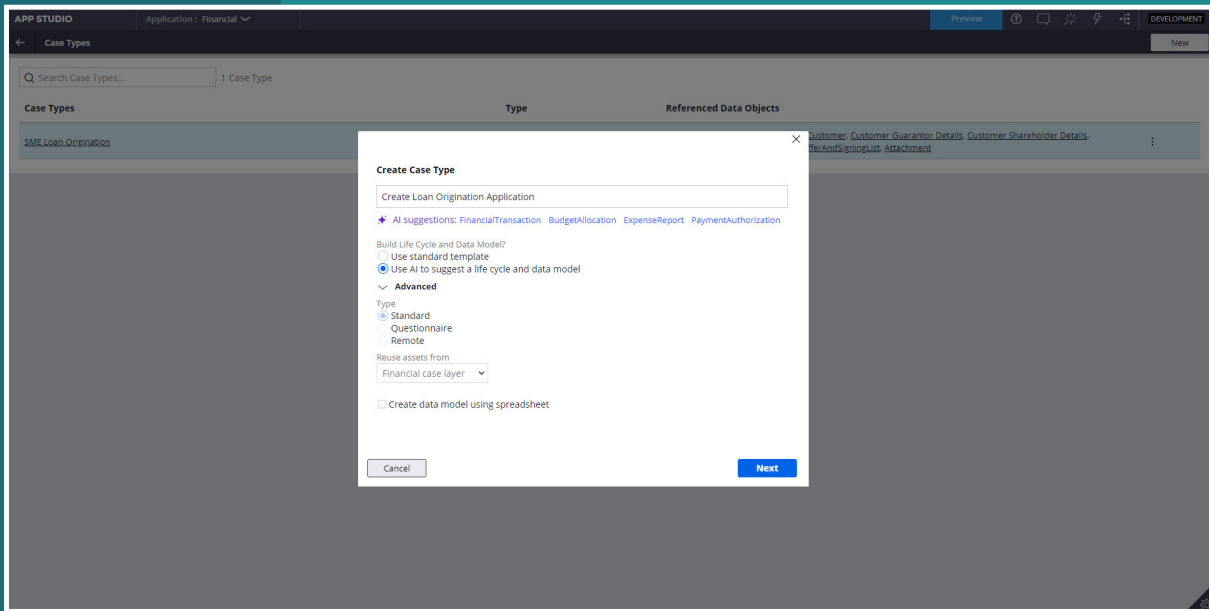 APP STUDIO Application : Financial Preview DEVELOPMENT
Case Types New
Search Case Types... 1 Case Type
Case Types Type Referenced Data Objects
SME Loan Origination Customer, Customer Guarantor Details, Customer Shareholder Details,
ferAndSigningList, Attachment
Create Case Type
Create Loan Origination Application
AI suggestions: FinancialTransaction BudgetAllocation ExpenseReport PaymentAuthorization
Build Life Cycle and Data Model?
Use standard template
Use AI to suggest a life cycle and data model
Advanced
Type
Standard
Questionnaire
Remote
Reuse assets from
Financial case layer
Create data model using spreadsheet
Cancel Next